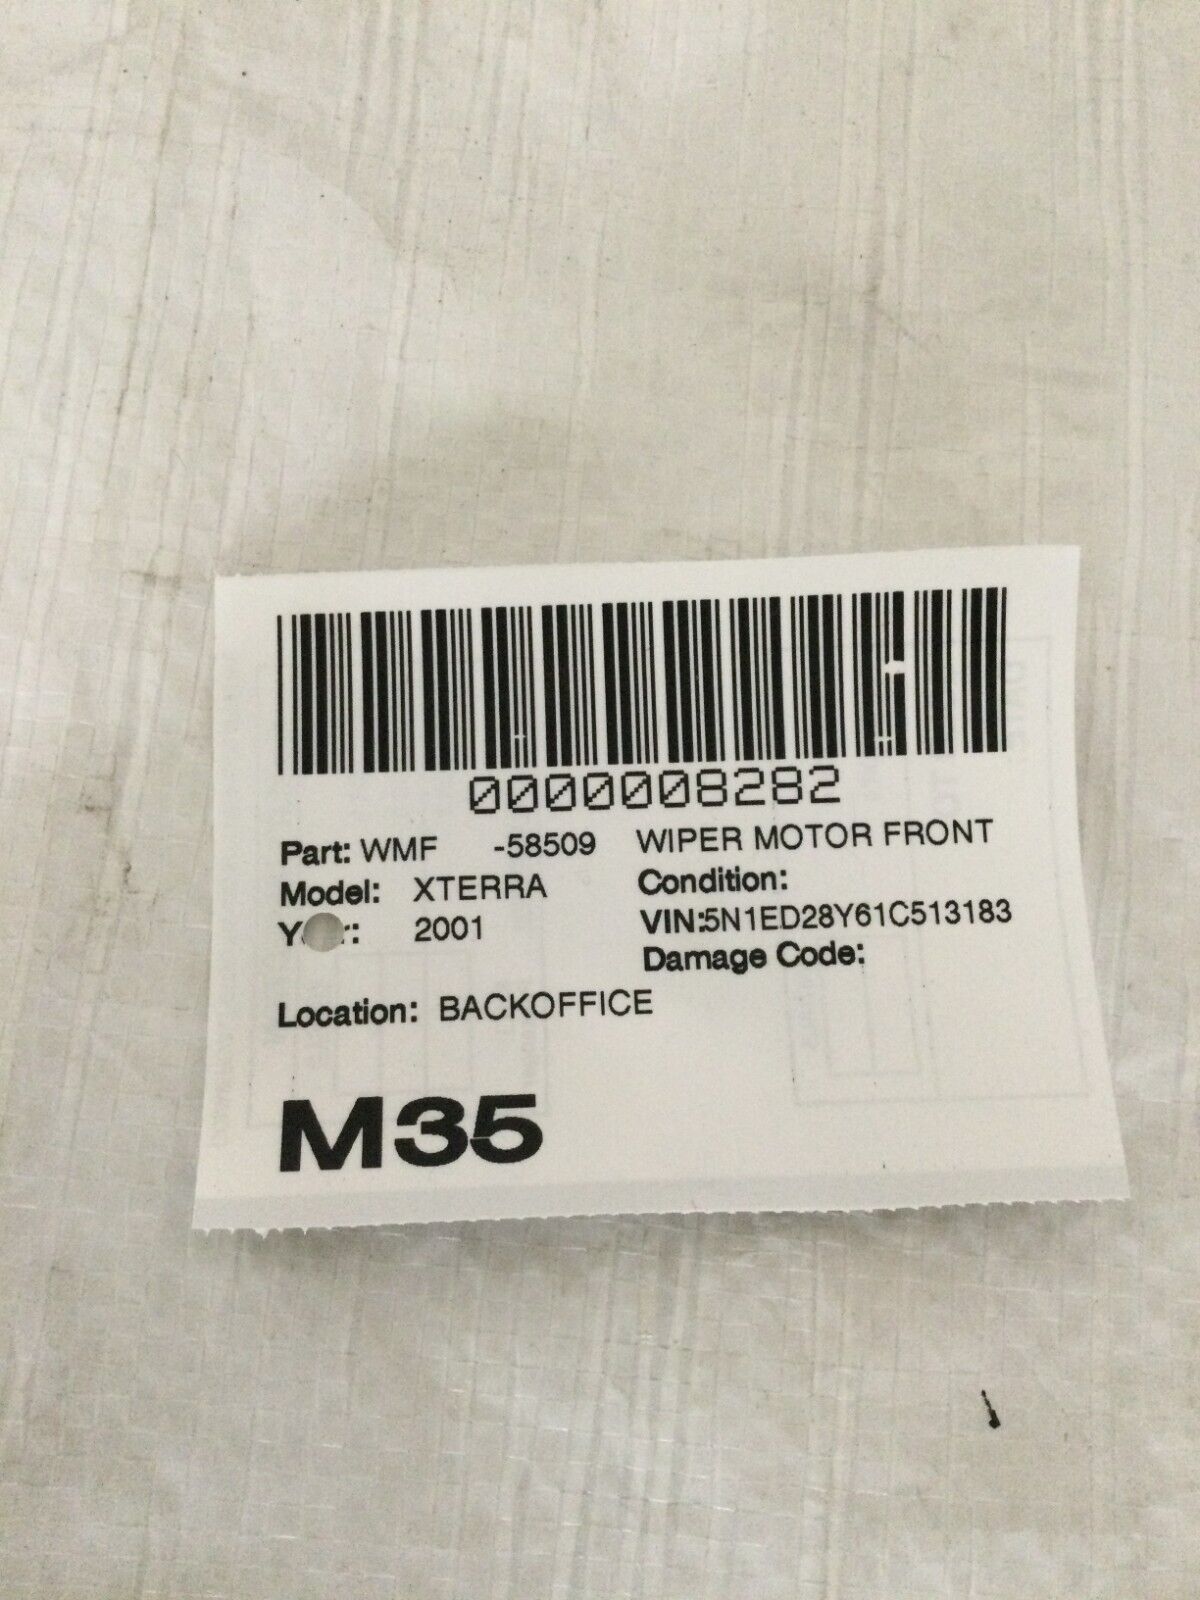 0000008282
Part: WMF -58509 WIPER MOTOR FRONT
Model: XTERRA Condition:
2001 VIN:5N1ED28Y61C513183
Damage Code:
Location: BACKOFFICE
M35